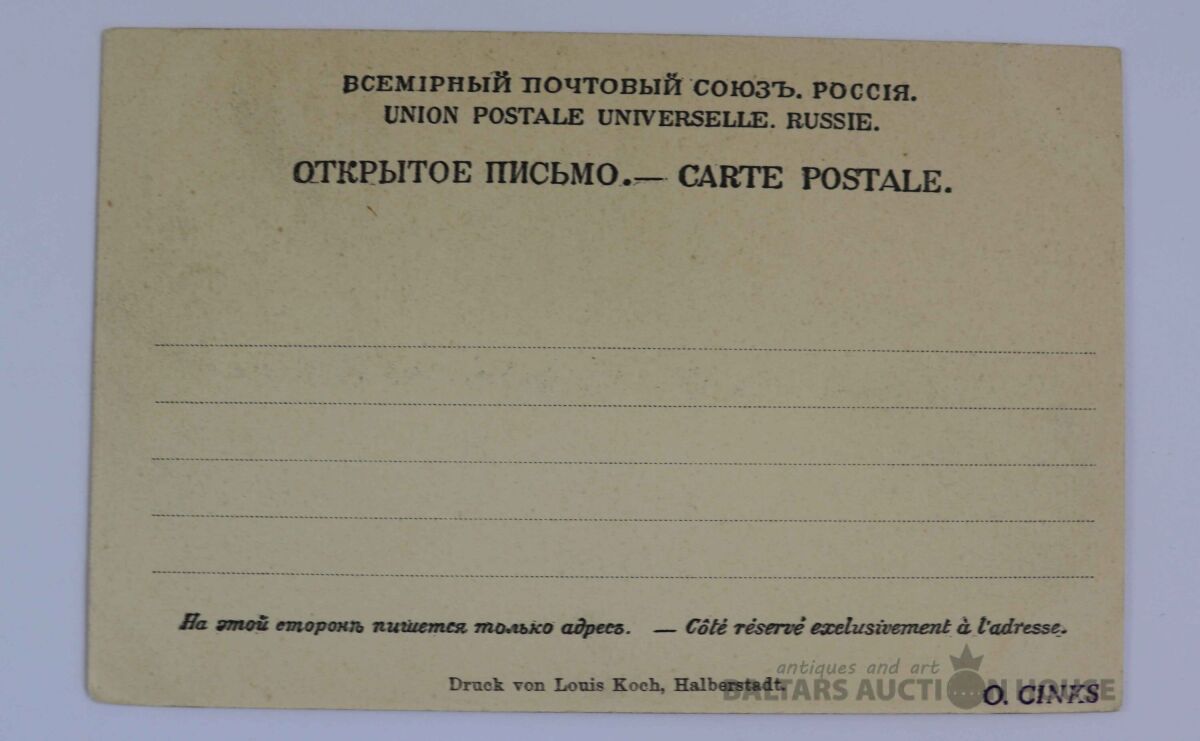 ВСЕМІРНЫЙ ПОЧТОВЫЙ СОЮЗЪ. РОССІЯ.
UNION POSTALE UNIVERSELLE. RUSSIE.
ОТКРЫТОЕ ПИСЬМО.— CARTE POSTALE.
На этой сторонѣ пишется только адресъ. — Côté réservé exclusivement à l'adresse.
antiques and art
Druck von Louis Koch, Halberstadt.
BALTARS AUCTION HOUSE
O. CINKS